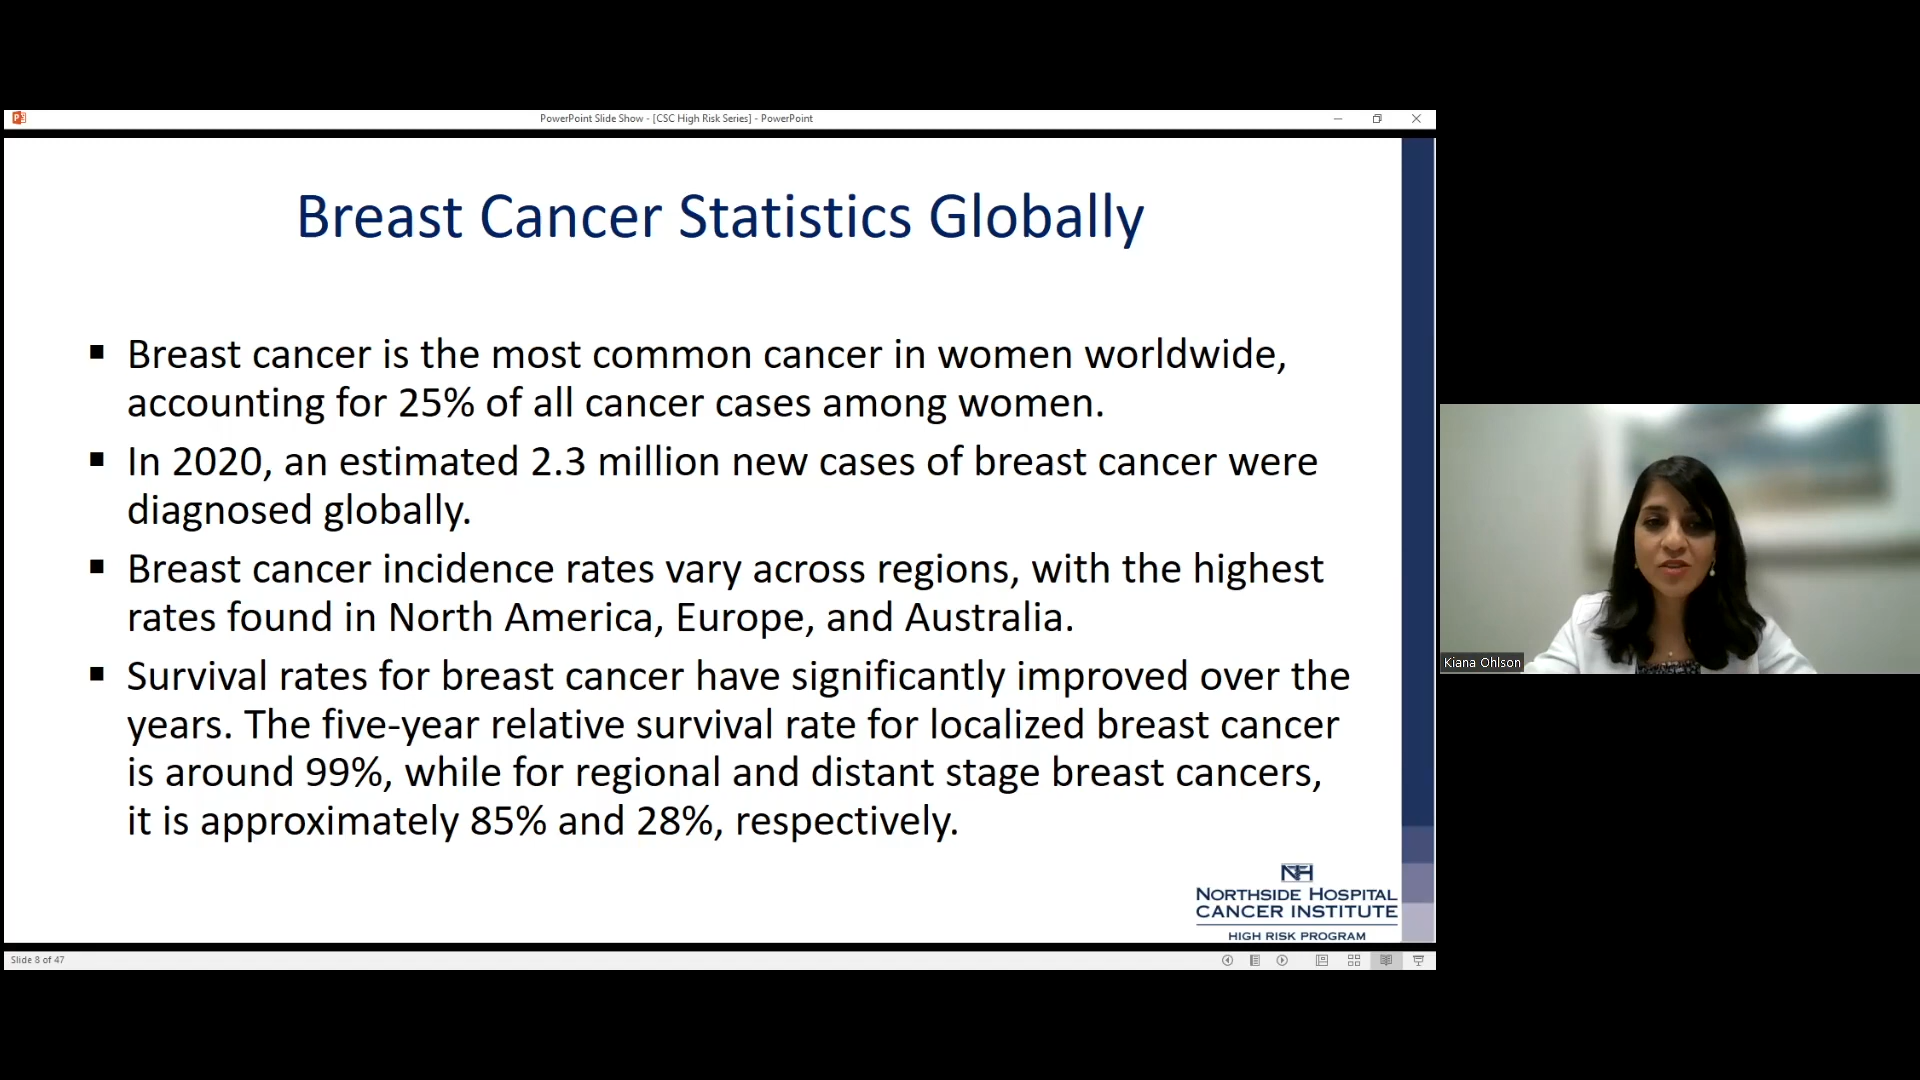 PowerPoint Slide Show - [CSC High Risk Series] - PowerPoint
Breast Cancer Statistics Globally
▪ Breast cancer is the most common cancer in women worldwide,
accounting for 25% of all cancer cases among women.
▪ In 2020, an estimated 2.3 million new cases of breast cancer were
diagnosed globally.
▪ Breast cancer incidence rates vary across regions, with the highest
rates found in North America, Europe, and Australia.
▪ Survival rates for breast cancer have significantly improved over the
years. The five-year relative survival rate for localized breast cancer
is around 99%, while for regional and distant stage breast cancers,
it is approximately 85% and 28%, respectively.
NH
NORTHSIDE HOSPITAL
CANCER INSTITUTE
HIGH RISK PROGRAM
Slide 8 of 47
Kiana Ohlson